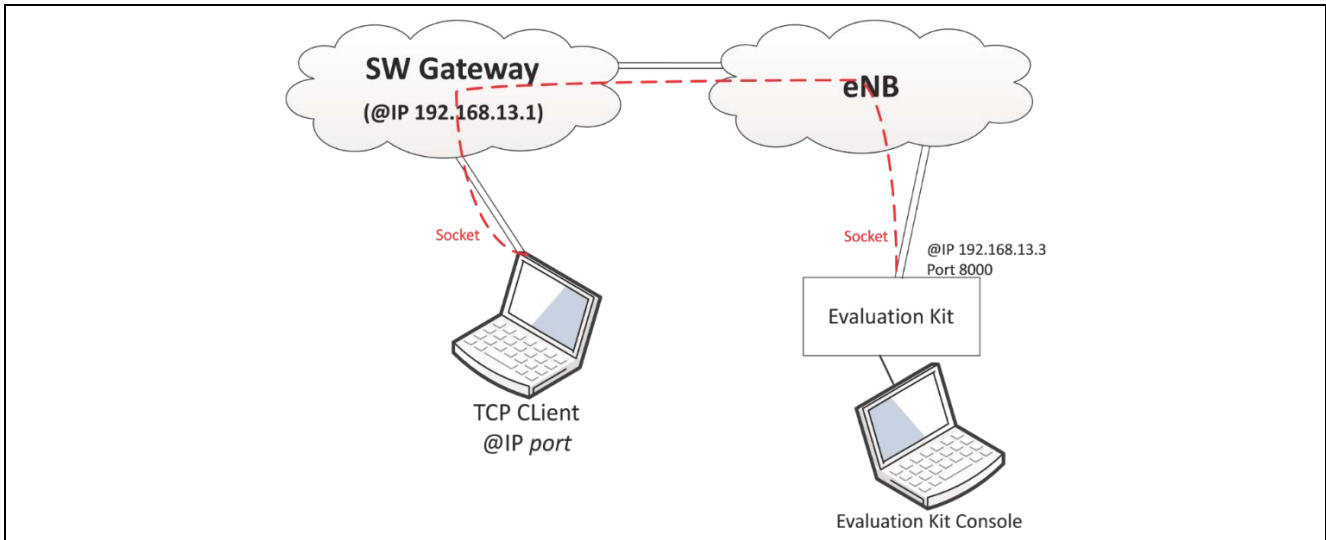 SW Gateway
(@IP 192.168.13.1)
eNB
Socket
Socket
@IP 192.168.13.3
Port 8000
Evaluation Kit
TCP CLient
@IP port
Evaluation Kit Console